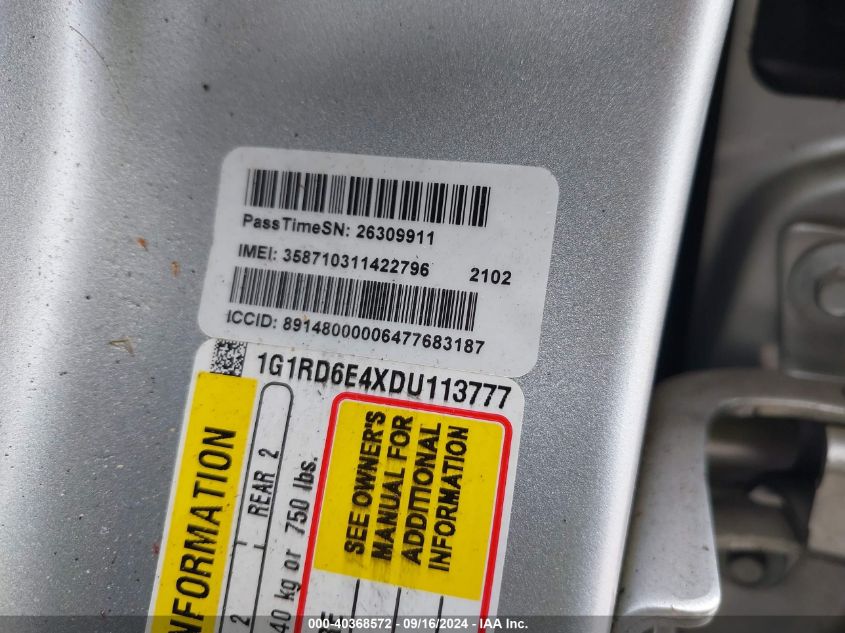 PassTimeSN: 26309911
IMEI: 358710311422796 2102
ICCID: 89148000006477683187
1G1RD6E4XDU113777
INFORMATION
REAR 2
2 1
40 kg or 750 lbs.
SEE OWNER'S
MANUAL FOR
ADDITIONAL
INFORMATION
000-40368572 - 09/16/2024 - IAA Inc.